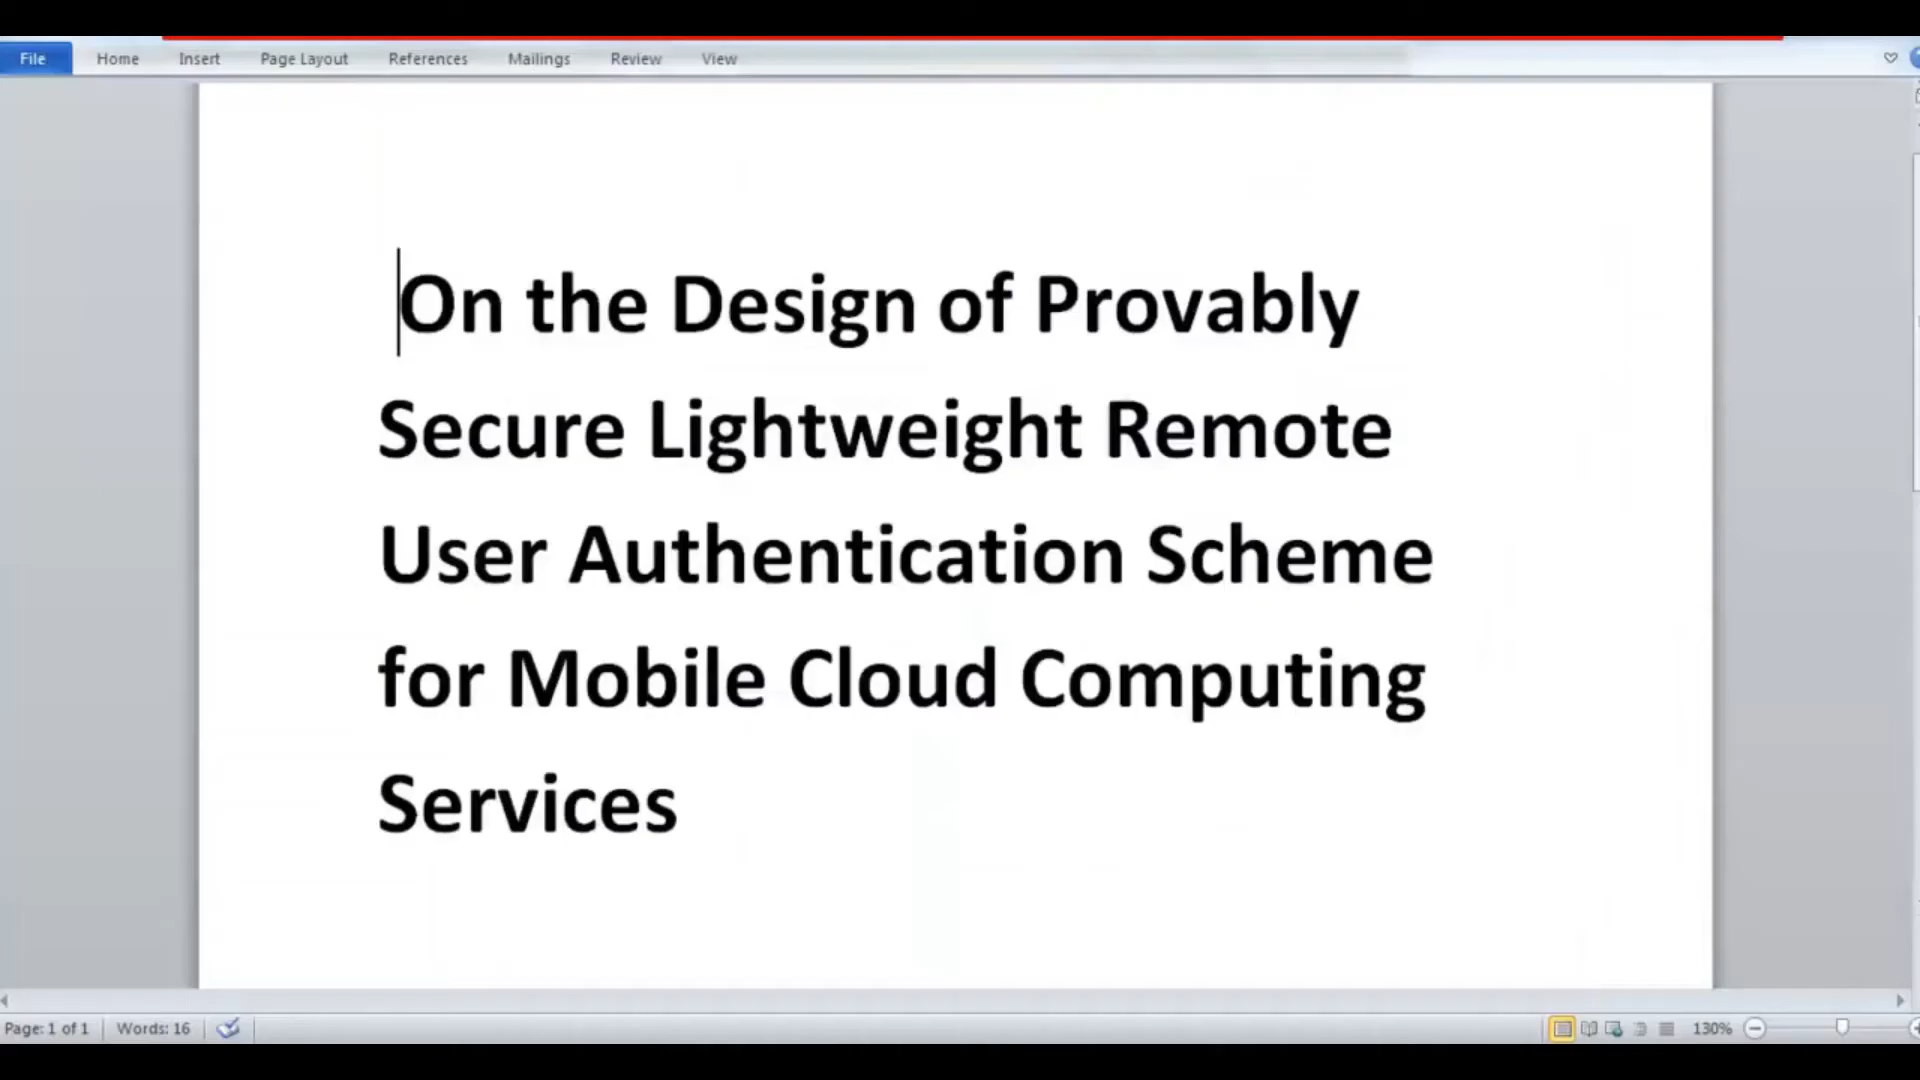 File Home Insert Page Layout References Mailings Review View
On the Design of Provably
Secure Lightweight Remote
User Authentication Scheme
for Mobile Cloud Computing
Services
Page: 1 of 1 Words: 16 130%